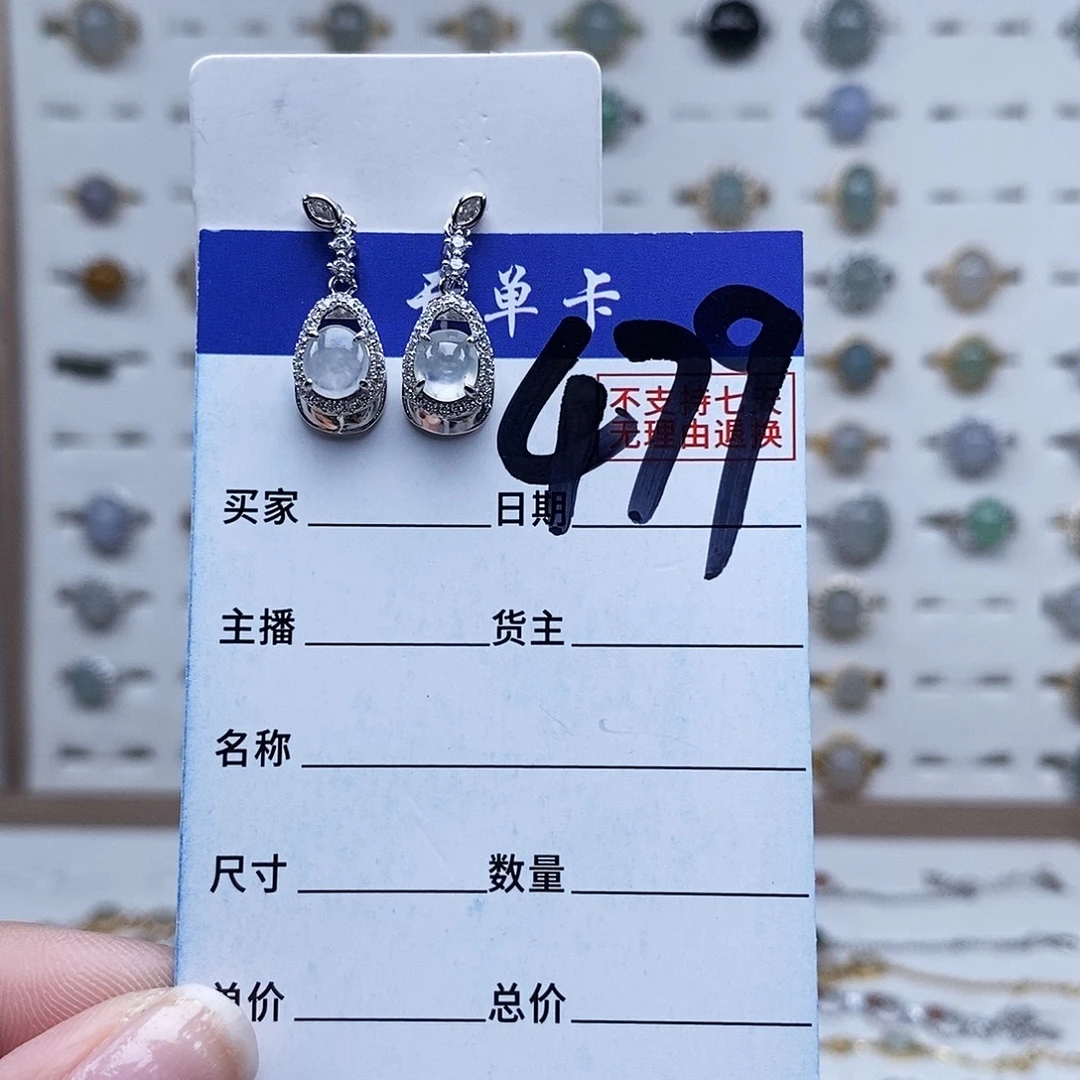 单卡
479
不支持七天
无理由退换
买家 日期
主播 货主
名称
尺寸 数量
单价 总价